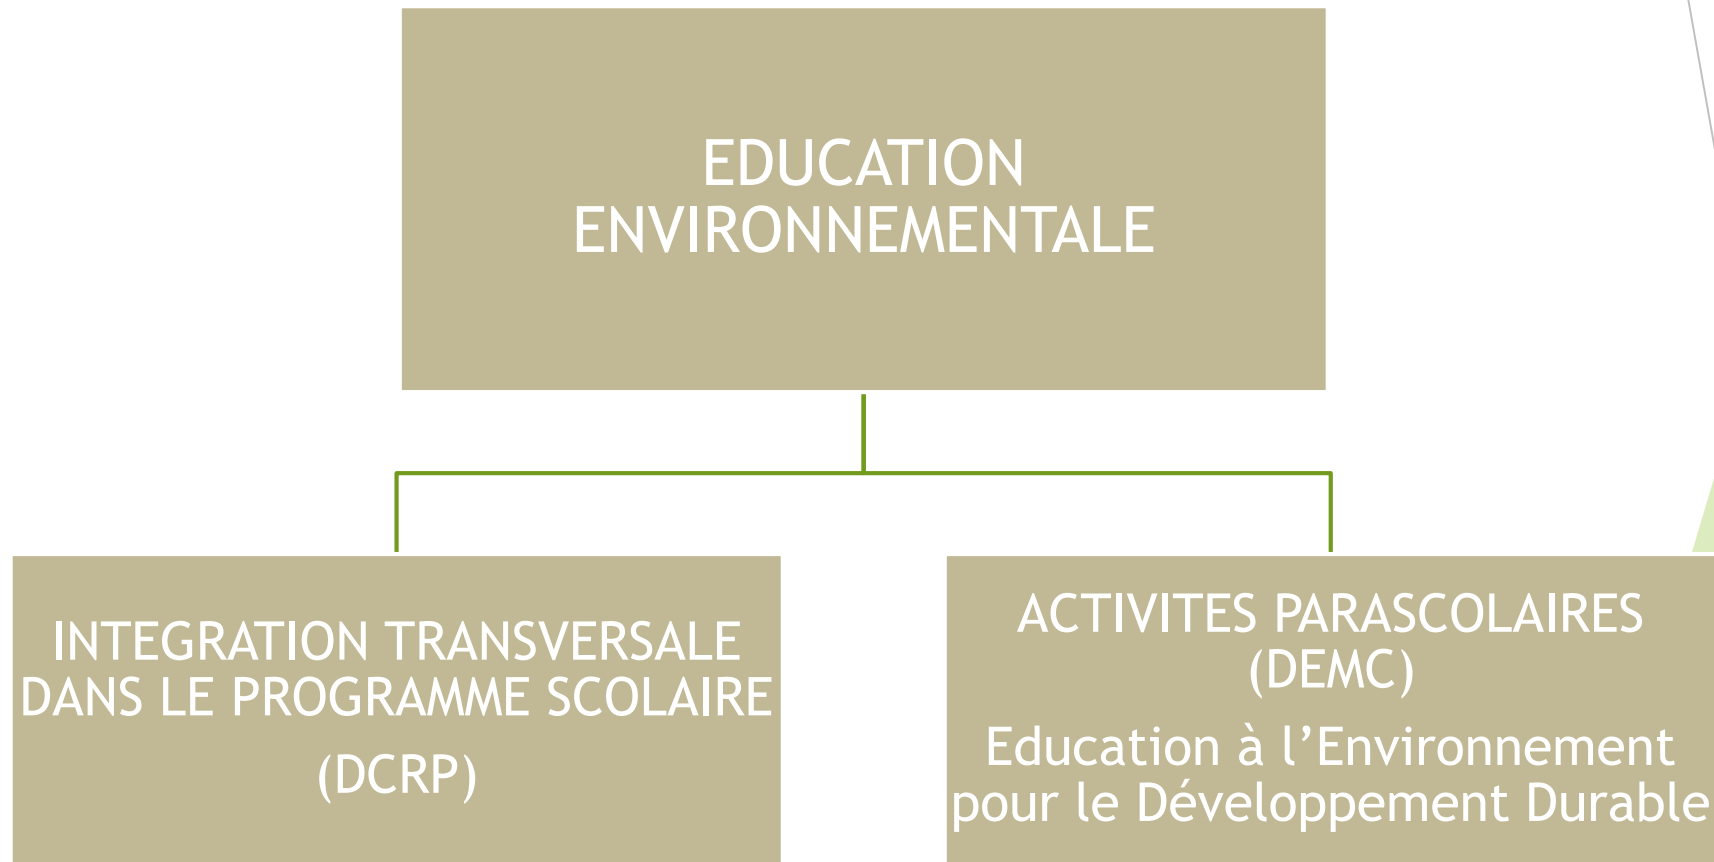 EDUCATION
ENVIRONNEMENTALE
INTEGRATION TRANSVERSALE
DANS LE PROGRAMME SCOLAIRE
(DCRP)
ACTIVITES PARASCOLAIRES
(DEMC)
Education à l’Environnement
pour le Développement Durable